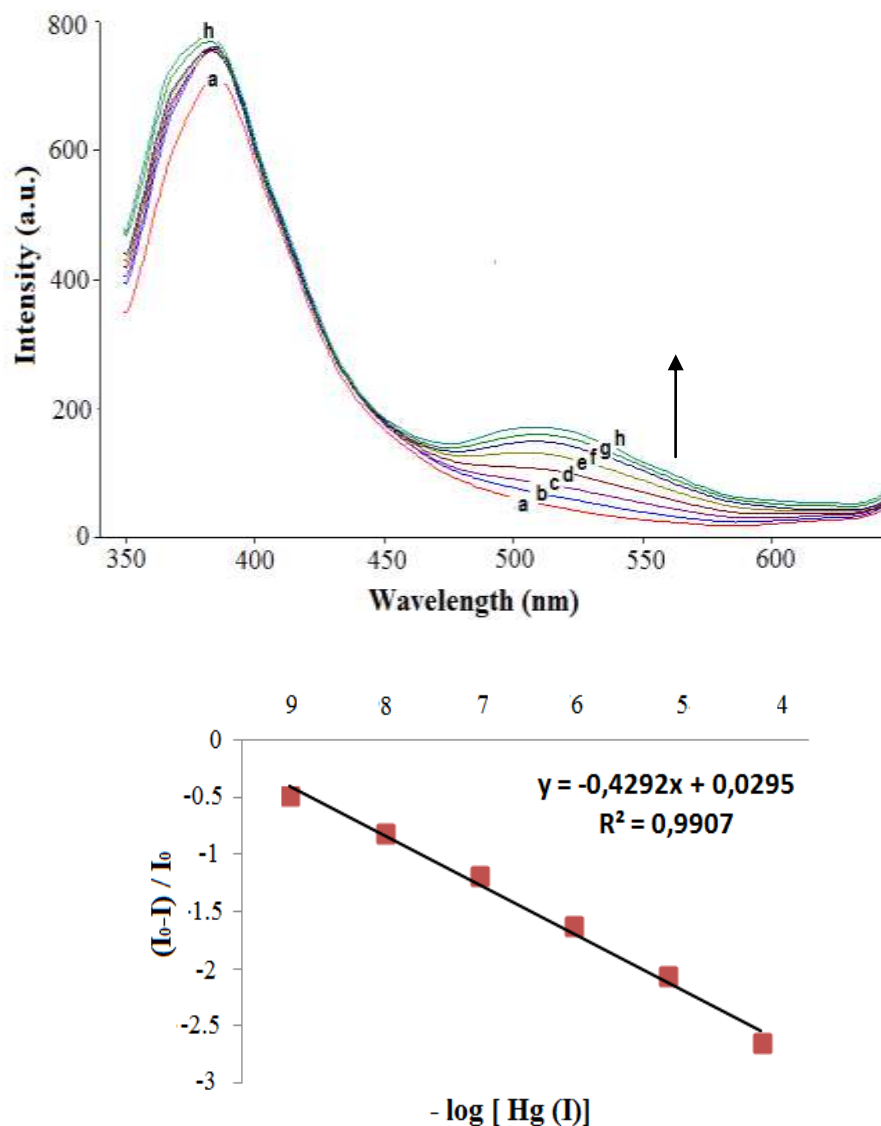 800
600
400
200
0
Intensity (a.u.)
h
a
a b c d e f g h
350 400 450 500 550 600
Wavelength (nm)
9 8 7 6 5 4
0
-0.5
-1
-1.5
-2
-2.5
-3
(I₀-I) / I₀
y = -0,4292x + 0,0295
R² = 0,9907
- log [ Hg (I)]